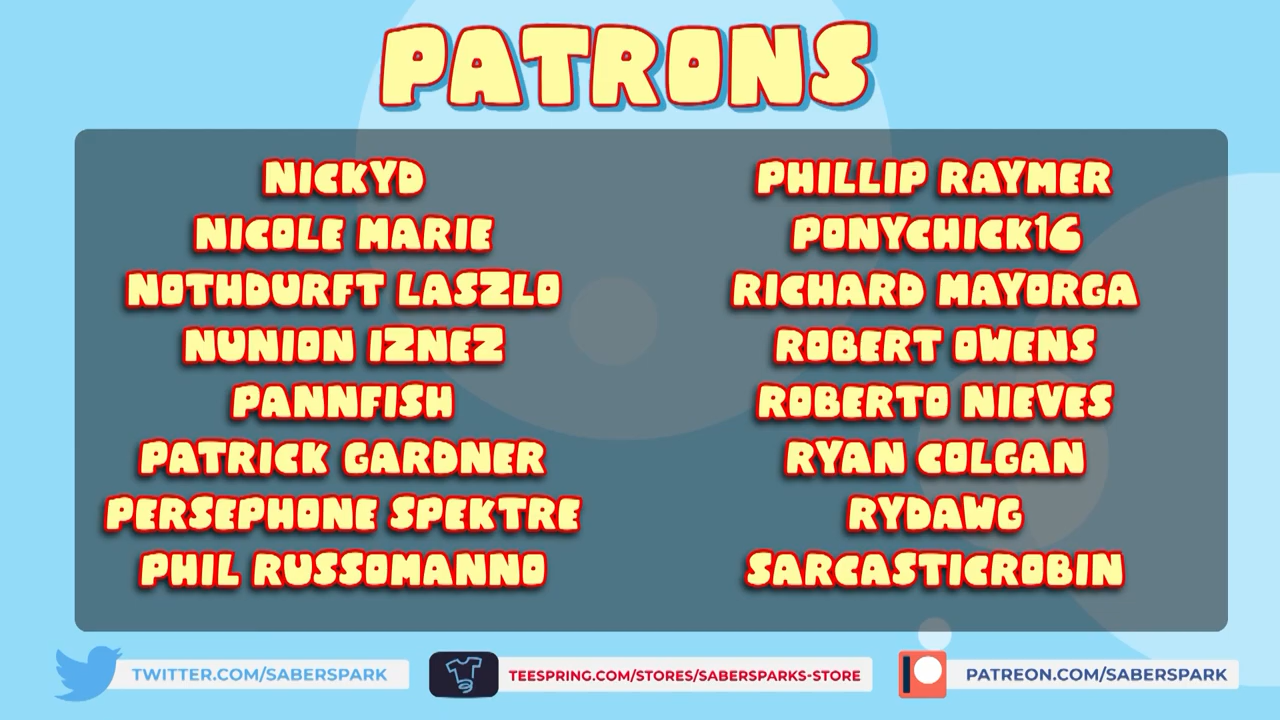 PATRONS
NICKYD
NICOLE MARIE
NOTHDURFT LASZLO
NUNION IZNEZ
PANNFISH
PATRICK GARDNER
PERSEPHONE SPEKTRE
PHIL RUSSOMANNO
PHILLIP RAYMER
PONYCHICK16
RICHARD MAYORGA
ROBERT OWENS
ROBERTO NIEVES
RYAN COLGAN
RYDAWG
SARCASTICROBIN
TWITTER.COM/SABERSPARK
TEESPRING.COM/STORES/SABERSPARKS-STORE
PATREON.COM/SABERSPARK